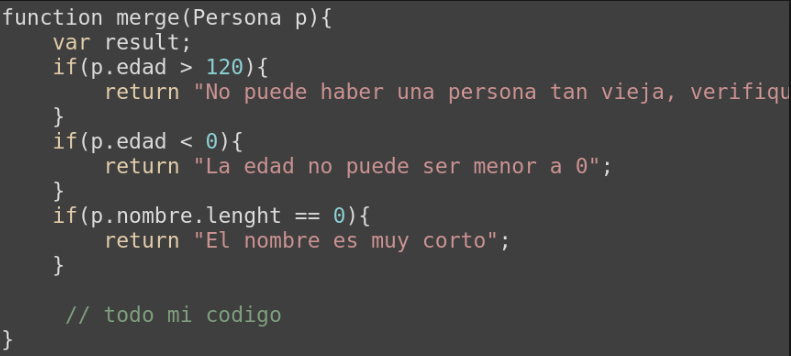 function merge(Persona p){
    var result;
    if(p.edad > 120){
        return "No puede haber una persona tan vieja,
    }
    if(p.edad < 0){
        return "La edad no puede ser menor a 0";
    }
    if(p.nombre.lenght == 0){
        return "El nombre es muy corto";
    }
     // todo mi codigo
}